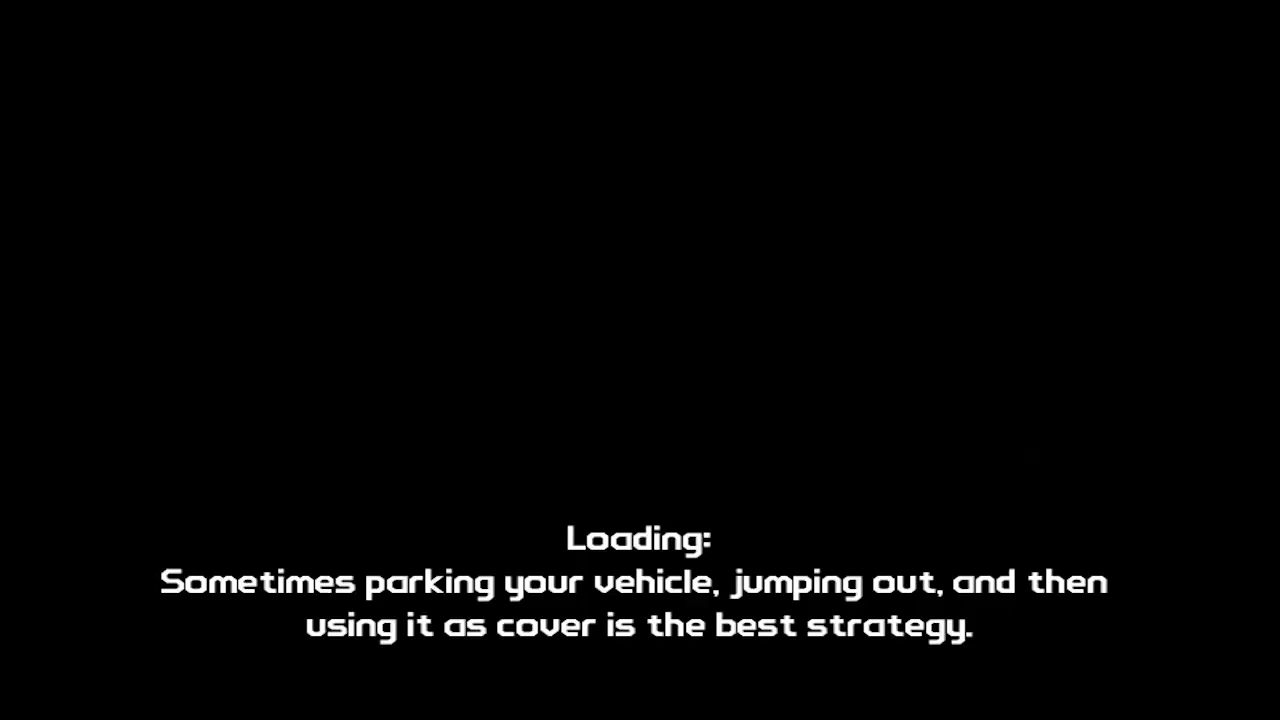 Loading:
Sometimes parking your vehicle, jumping out, and then
using it as cover is the best strategy.